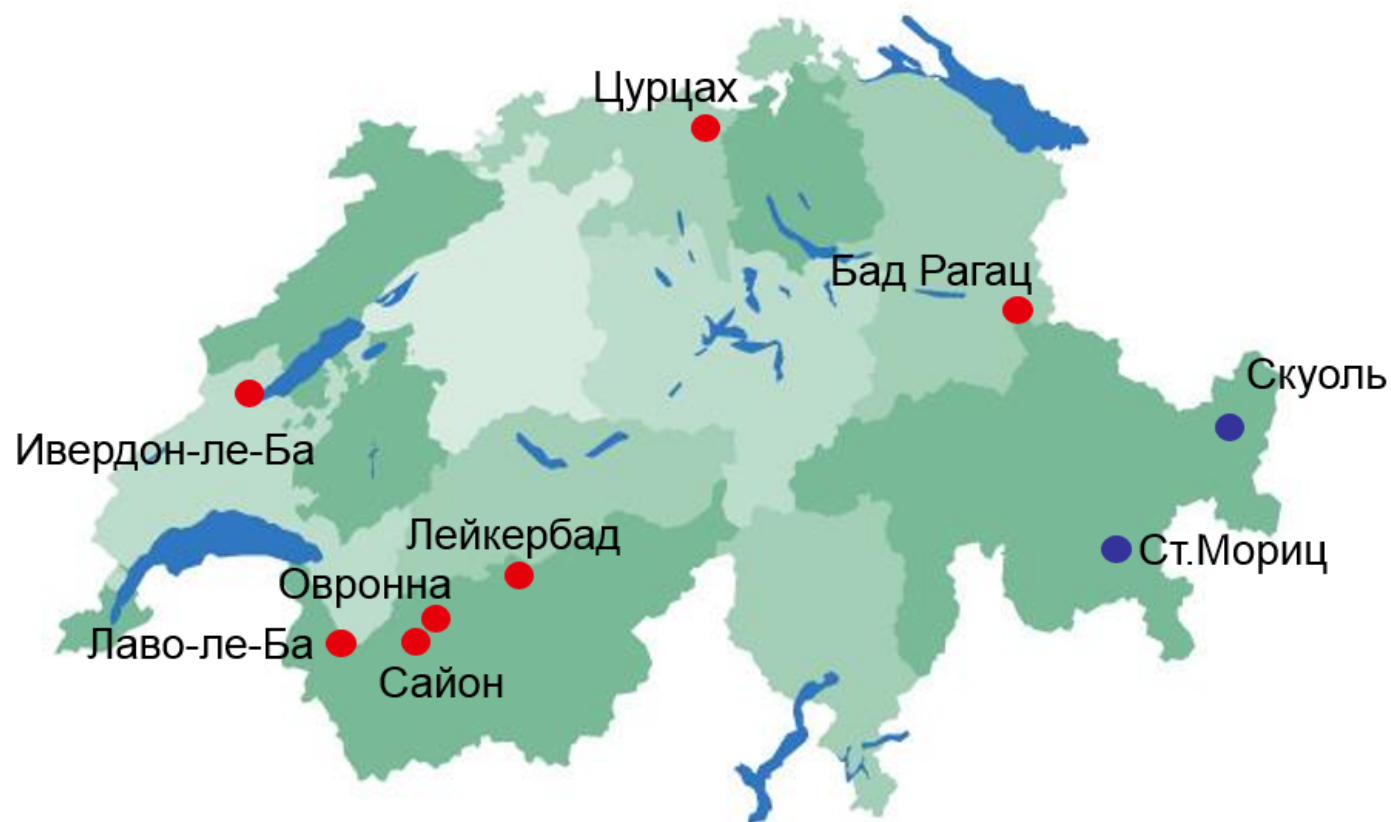 Цурцах
Бад Рагац
Скуоль
Ивердон-ле-Ба
Лейкербад
Ст.Мориц
Овронна
Лаво-ле-Ба
Сайон